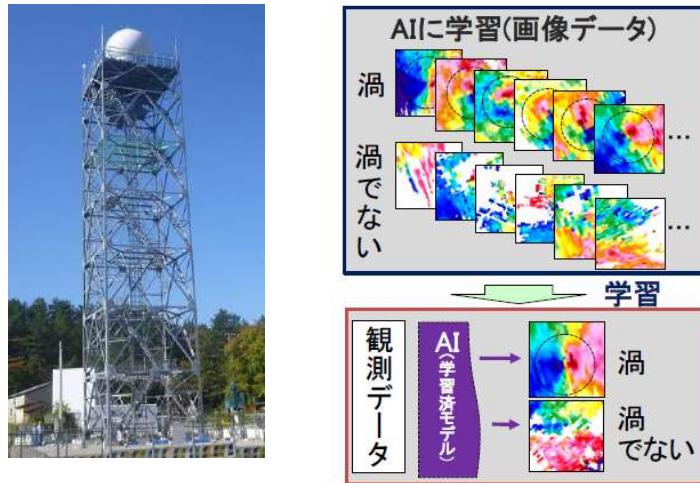 AIに学習(画像データ)
渦
…
渦でない
…
学習
観測データ
AI(学習済モデル)
渦
渦
でない